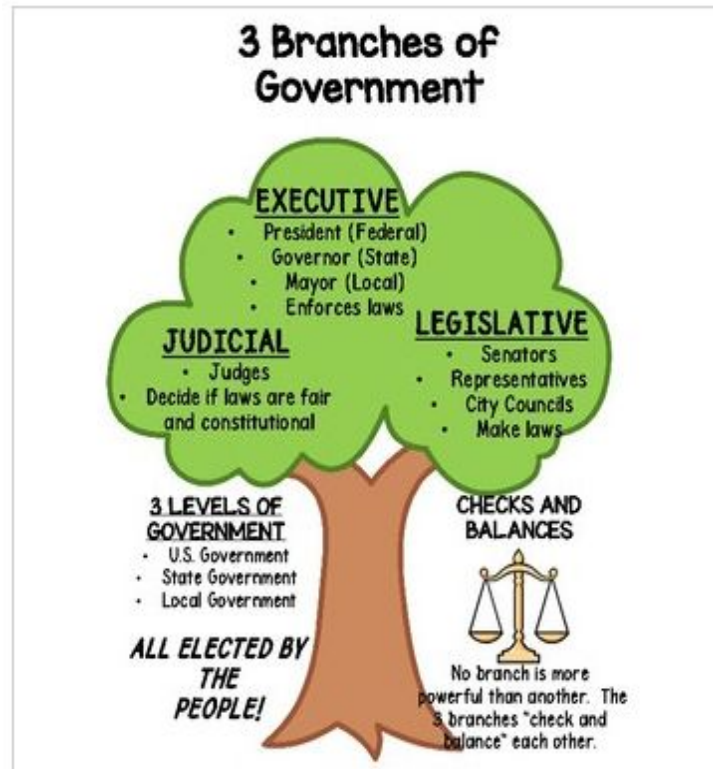 3 Branches of
Government
EXECUTIVE
• President (Federal)
• Governor (State)
• Mayor (Local)
• Enforces laws
JUDICIAL
• Judges
• Decide if laws are fair
and constitutional
LEGISLATIVE
• Senators
• Representatives
• City Councils
• Make laws
3 LEVELS OF
GOVERNMENT
• U.S. Government
• State Government
• Local Government
ALL ELECTED BY
THE
PEOPLE!
CHECKS AND
BALANCES
No branch is more
powerful than another. The
3 branches "check and
balance" each other.